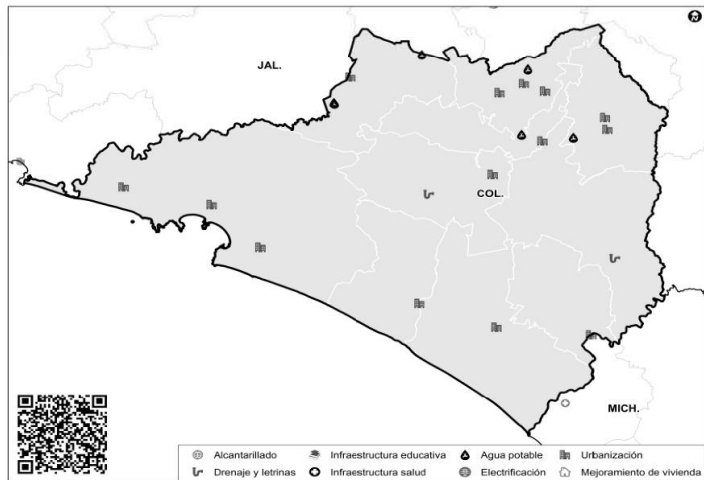 JAL.
COL.
MICH.
Alcantarillado
Infraestructura educativa
Agua potable
Urbanización
Drenaje y letrinas
Infraestructura salud
Electrificación
Mejoramiento de vivienda